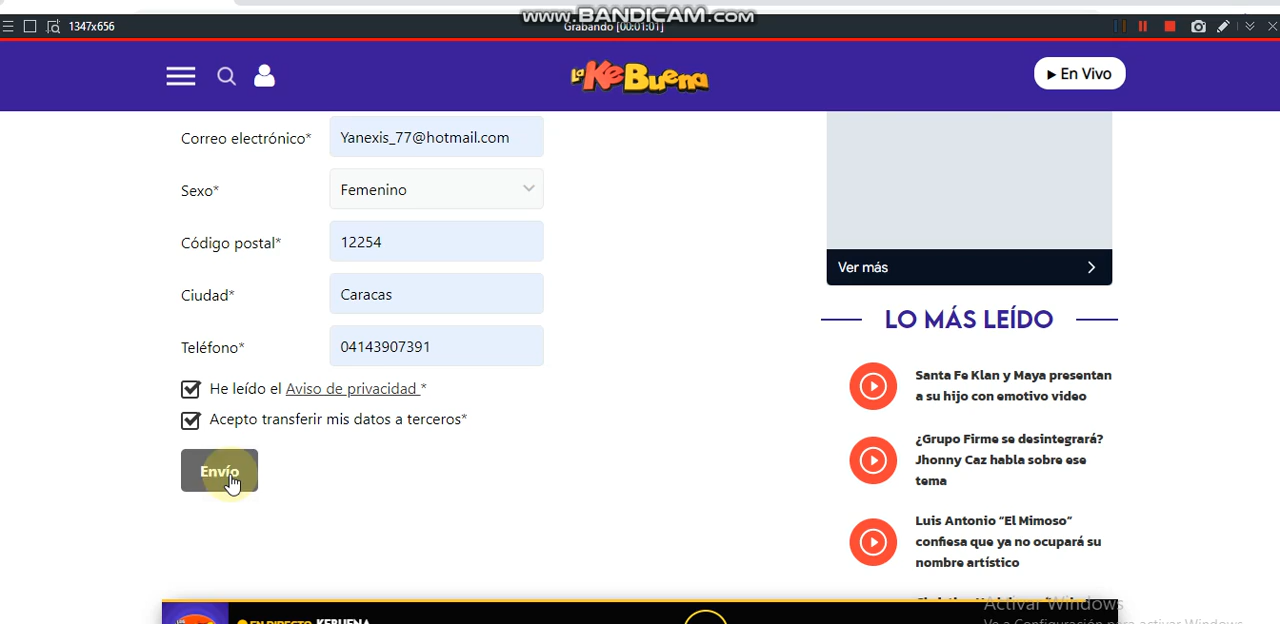 www.BANDICAM.com
1347x656
Grabando [00:01:01]
La KeBuena
► En Vivo
Correo electrónico*
Yanexis_77@hotmail.com
Sexo*
Femenino
Código postal*
12254
Ciudad*
Caracas
Teléfono*
04143907391
He leído el Aviso de privacidad *
Acepto transferir mis datos a terceros*
Envío
Ver más
LO MÁS LEÍDO
Santa Fe Klan y Maya presentan
a su hijo con emotivo video
¿Grupo Firme se desintegrará?
Jhonny Caz habla sobre ese
tema
Luis Antonio “El Mimoso”
confiesa que ya no ocupará su
nombre artístico
Activar Windows
EN DIRECTO KEBUENA